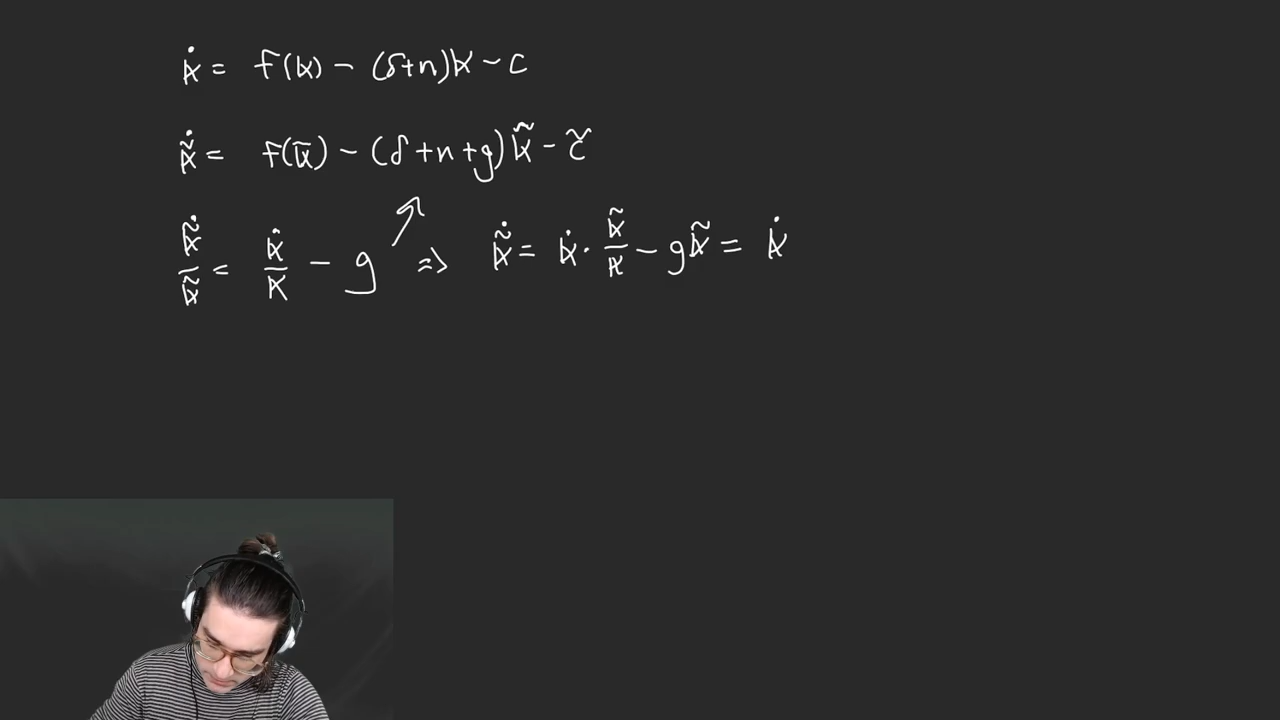 k̇ = f(k) − (δ+n)k − c
k̃̇ = f(k̃) − (δ+n+g)k̃ − c̃
k̃̇/k̃ = k̇/k − g ⇒ k̃̇ = k̇ · k̃/k − gk̃ = k̇